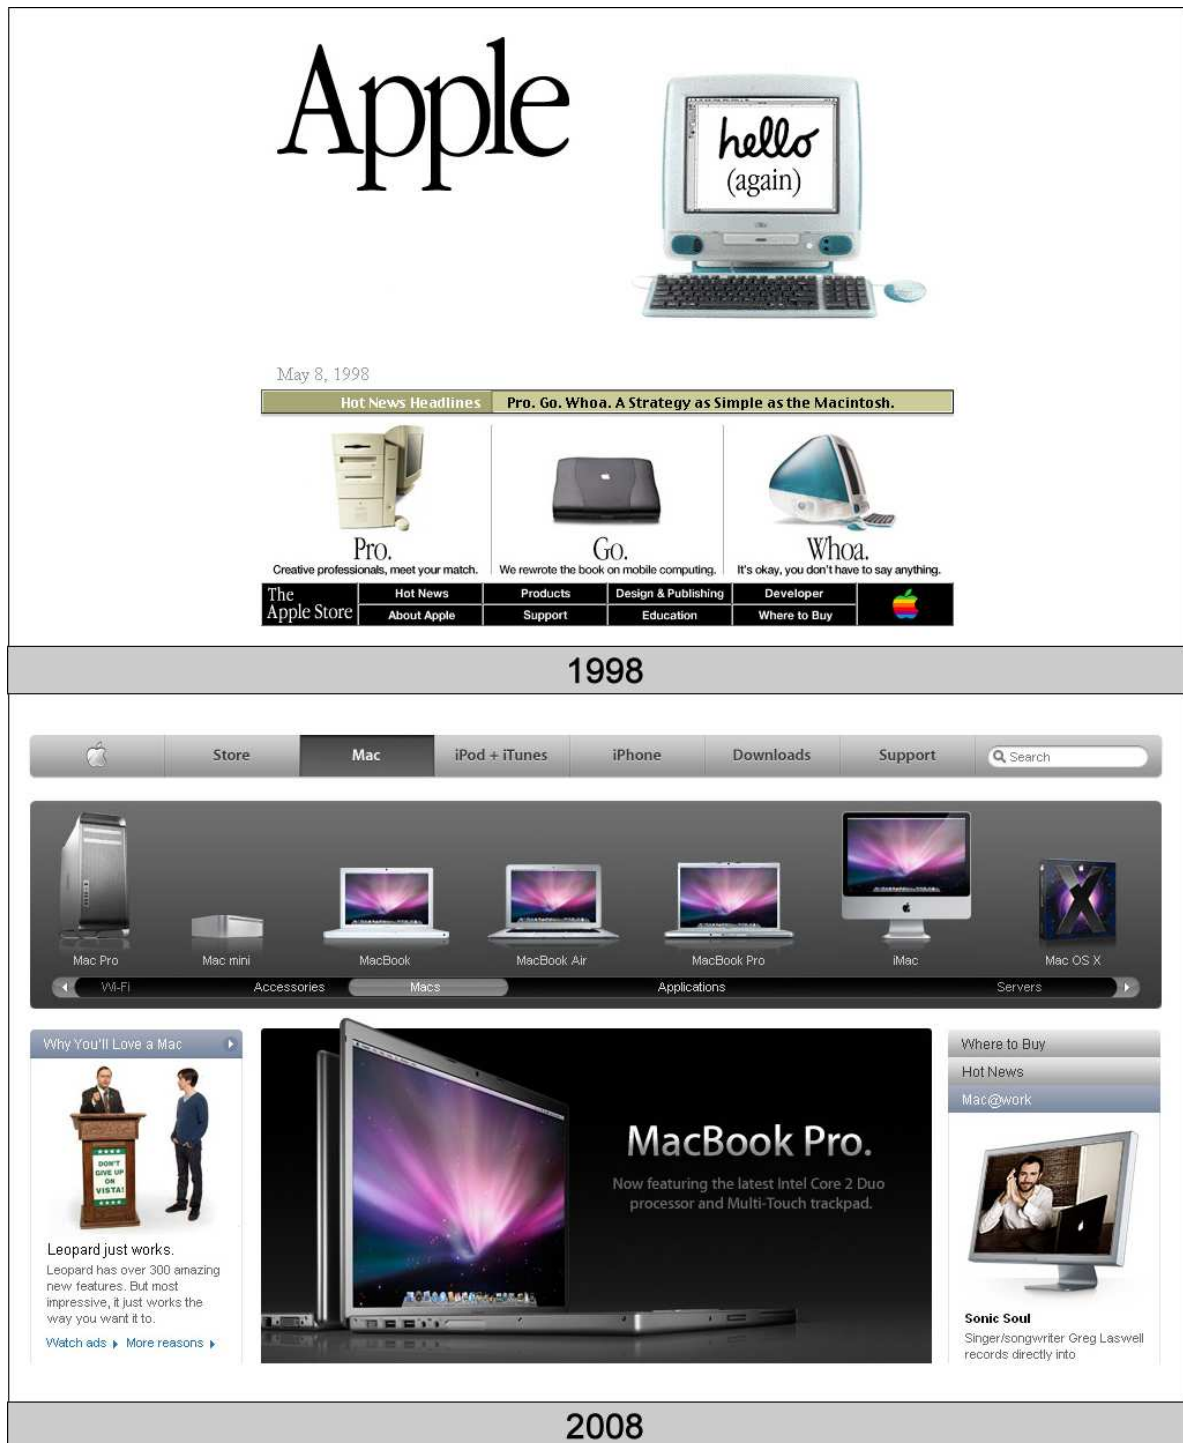 Apple
hello
(again)
May 8, 1998
Hot News Headlines Pro. Go. Whoa. A Strategy as Simple as the Macintosh.
Pro. Go. Whoa.
Creative professionals, meet your match. We rewrote the book on mobile computing. It's okay, you don't have to say anything.
The Apple Store
Hot News Products Design & Publishing Developer
About Apple Support Education Where to Buy
1998
Store Mac iPod + iTunes iPhone Downloads Support Search
X
Mac Pro Mac mini MacBook MacBook Air MacBook Pro iMac Mac OS X
Wi-Fi Accessories Macs Applications Servers
Why You'll Love a Mac
DON'T
GIVE UP
ON
VISTA!
Leopard just works.
Leopard has over 300 amazing
new features. But most
impressive, it just works the
way you want it to.
Watch ads More reasons
MacBook Pro.
Now featuring the latest Intel Core 2 Duo
processor and Multi-Touch trackpad.
Where to Buy
Hot News
Mac@work
Sonic Soul
Singer/songwriter Greg Laswell
records directly into
2008